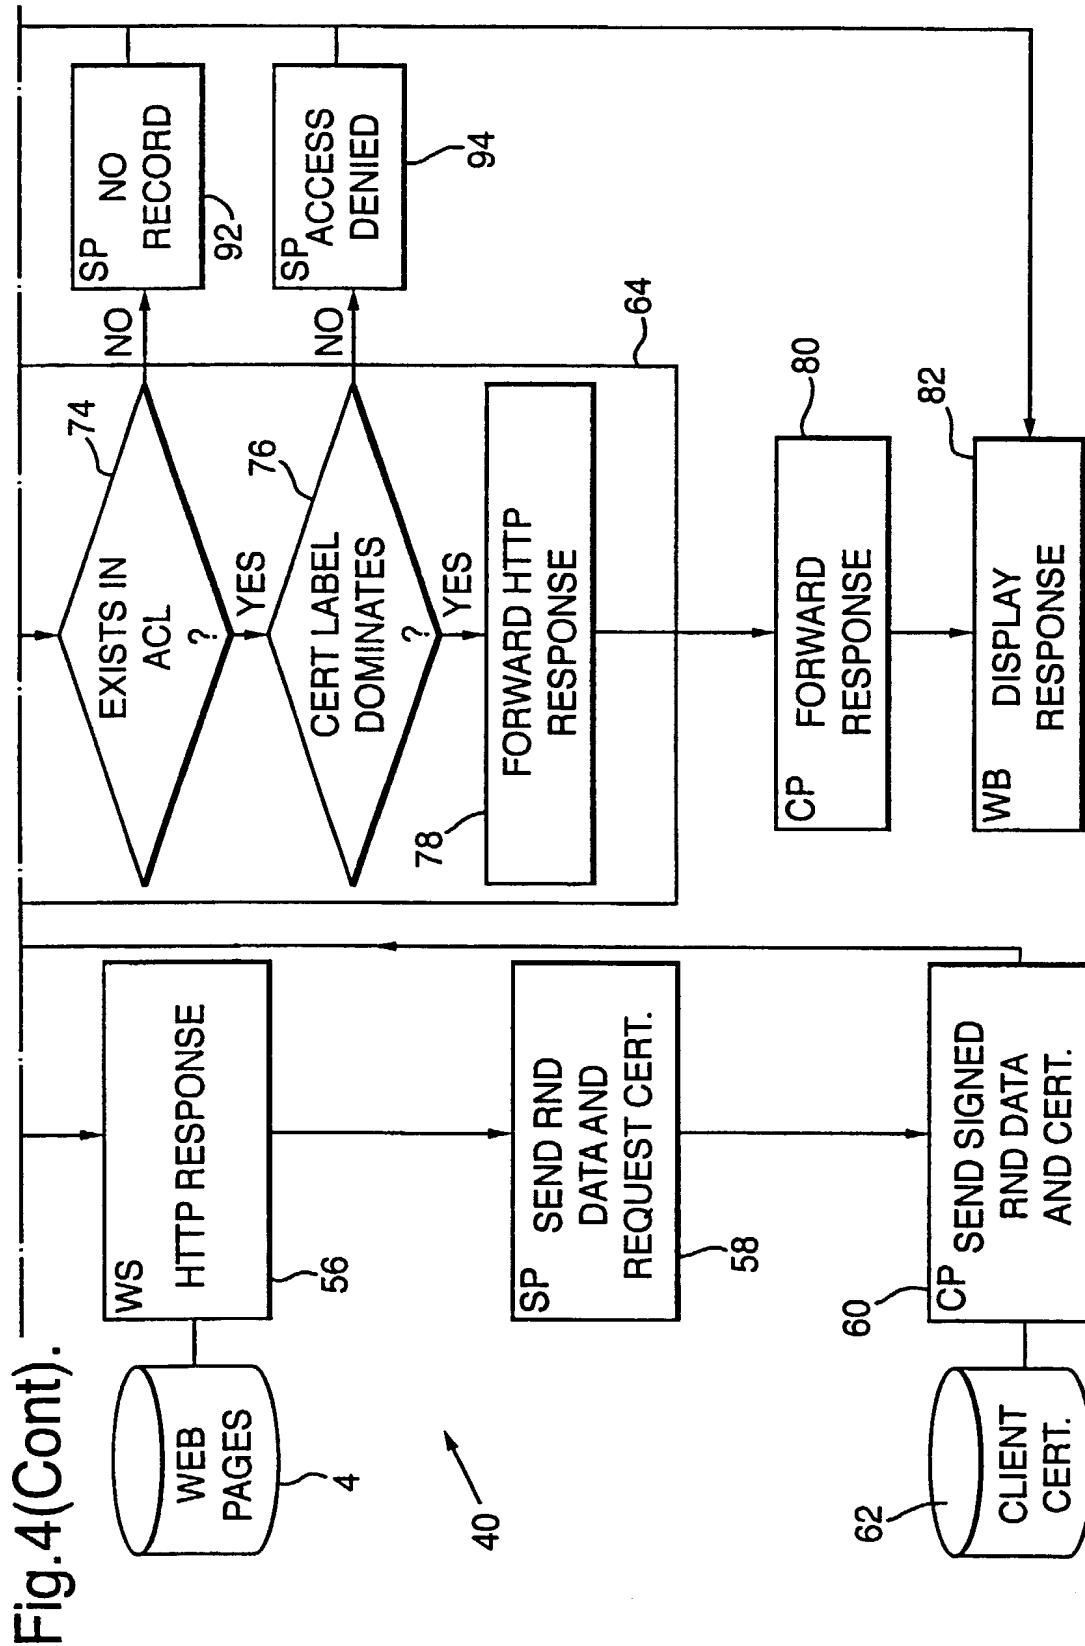 Fig.4(Cont).
WEB
PAGES
4
WS
HTTP RESPONSE
56
SP
SEND RND
DATA AND
REQUEST CERT.
58
40
62
CLIENT
CERT.
60
CP
SEND SIGNED
RND DATA
AND CERT.
74
EXISTS IN
ACL
?
NO
SP
NO
RECORD
92
YES
76
CERT LABEL
DOMINATES
?
NO
SP
ACCESS
DENIED
94
YES
78
FORWARD HTTP
RESPONSE
64
80
CP
FORWARD
RESPONSE
82
WB
DISPLAY
RESPONSE